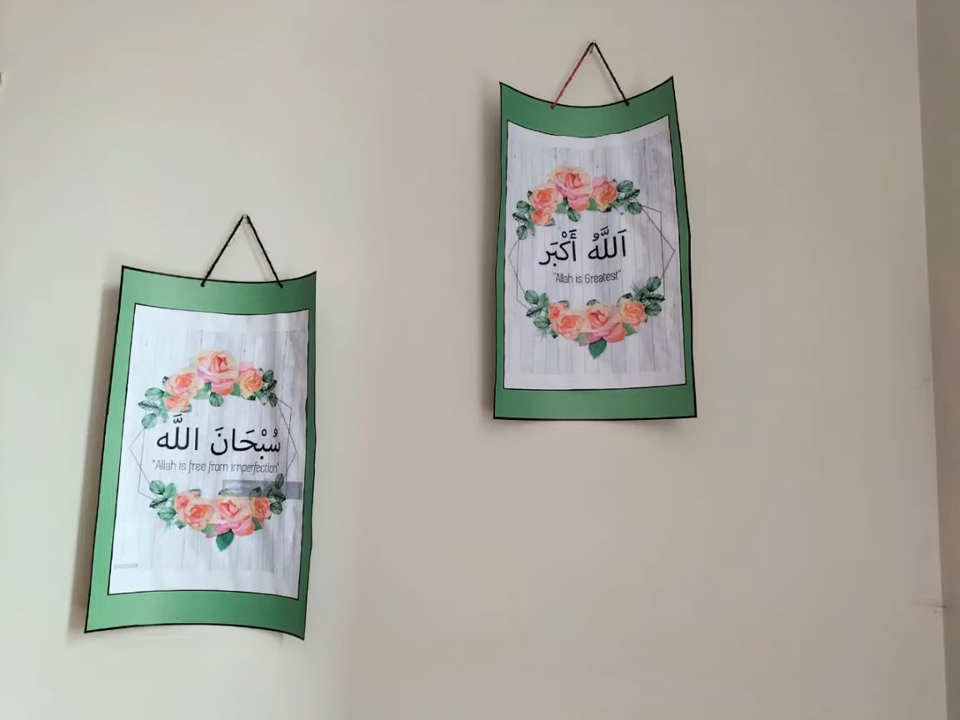 سُبْحَانَ اللَّه
"Allah is free from imperfection"
اَللَّهُ أَكْبَر
"Allah is Greatest"